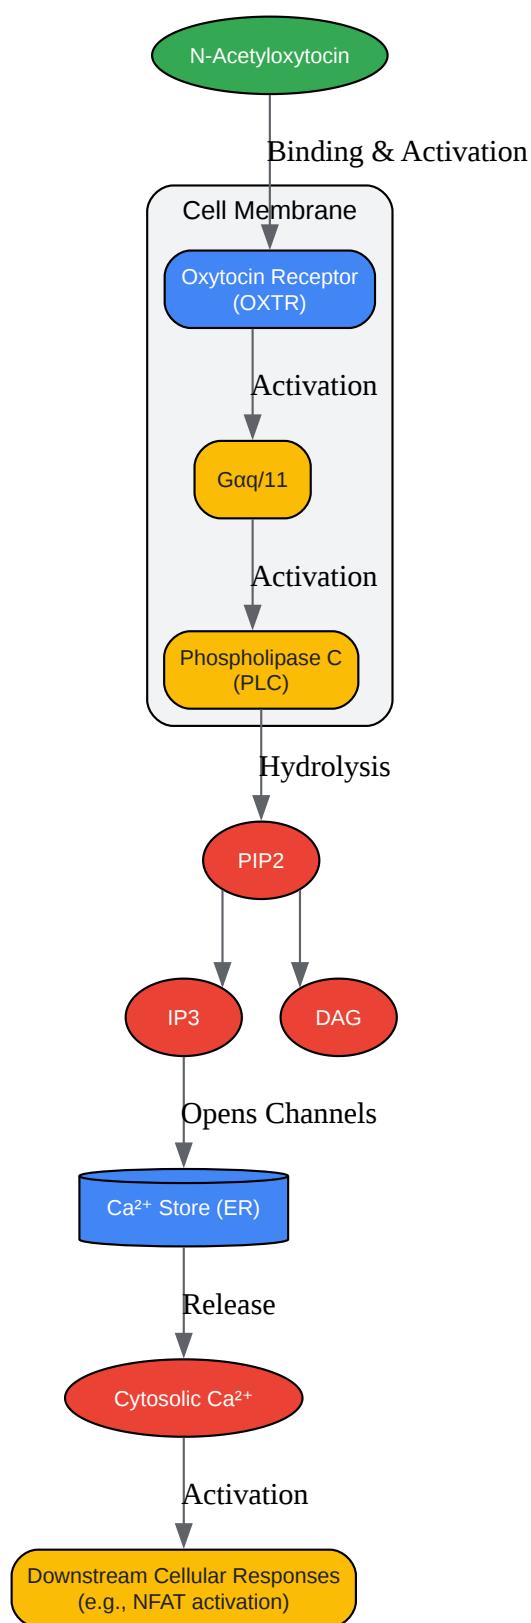 N-Acetyloxytocin
Binding & Activation
Cell Membrane
Oxytocin Receptor
(OXTR)
Activation
Gαq/11
Activation
Phospholipase C
(PLC)
Hydrolysis
PIP2
IP3
DAG
Opens Channels
Ca²⁺ Store (ER)
Release
Cytosolic Ca²⁺
Activation
Downstream Cellular Responses
(e.g., NFAT activation)